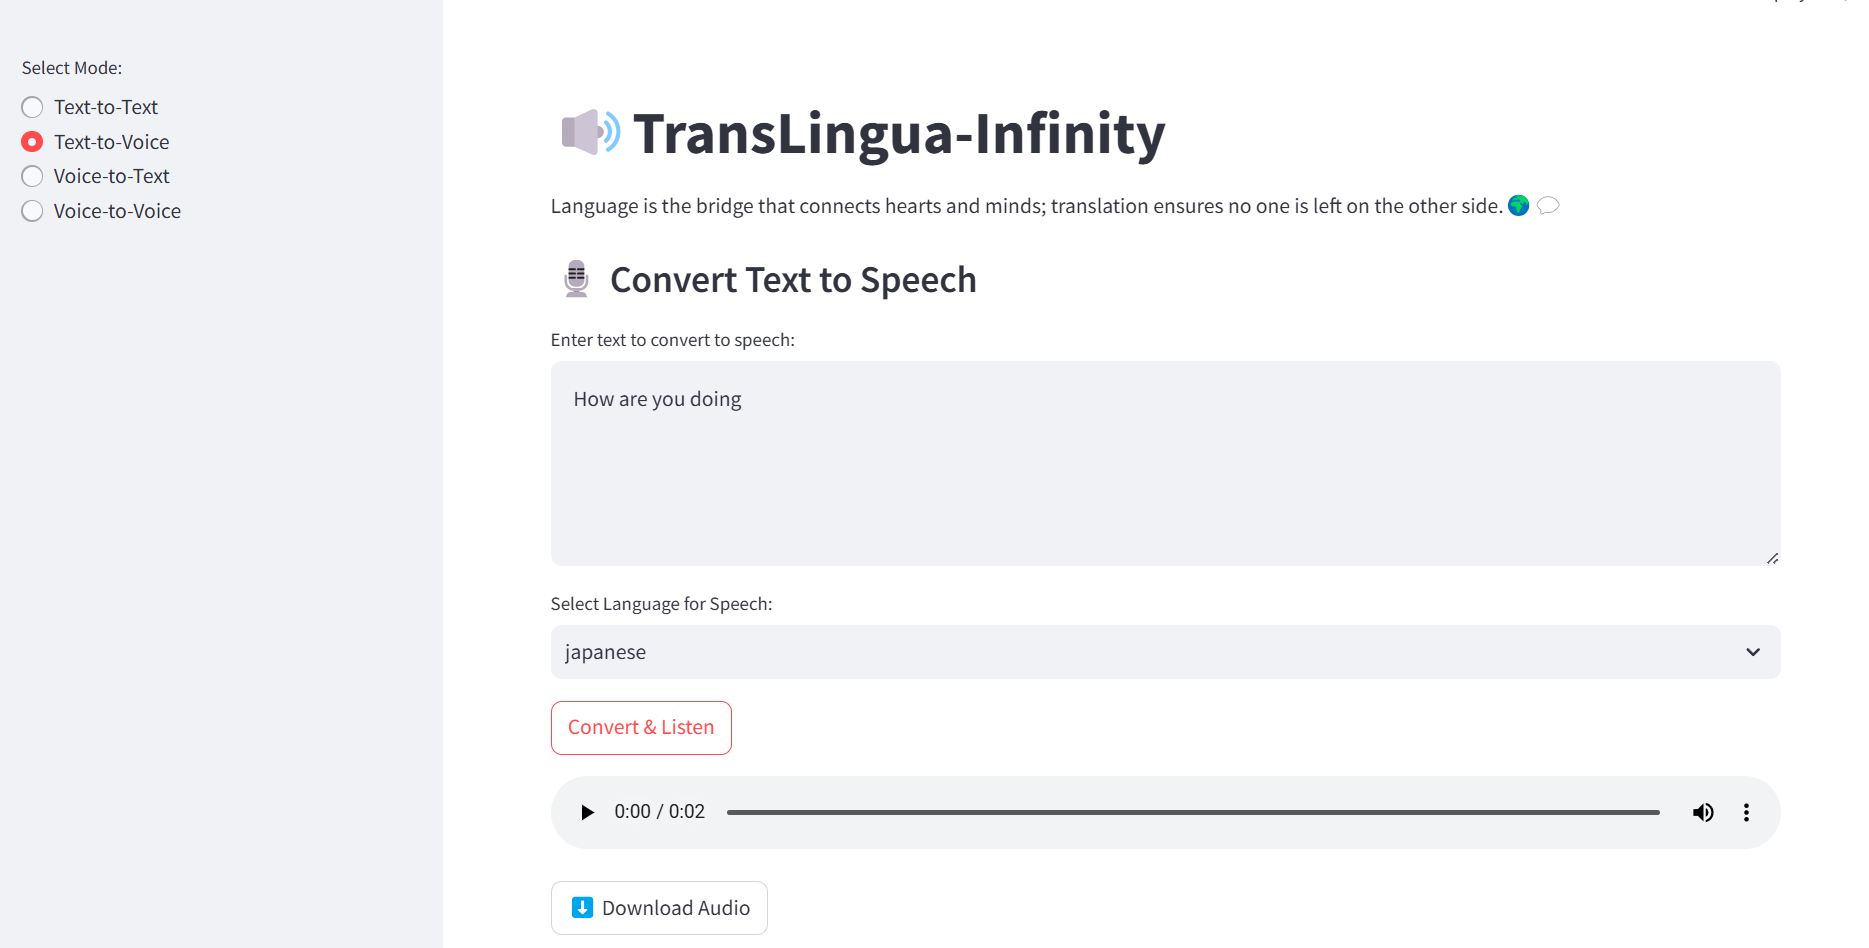 Select Mode:
Text-to-Text
Text-to-Voice
Voice-to-Text
Voice-to-Voice
TransLingua-Infinity
Language is the bridge that connects hearts and minds; translation ensures no one is left on the other side.
Convert Text to Speech
Enter text to convert to speech:
How are you doing
Select Language for Speech:
japanese
Convert & Listen
0:00 / 0:02
Download Audio